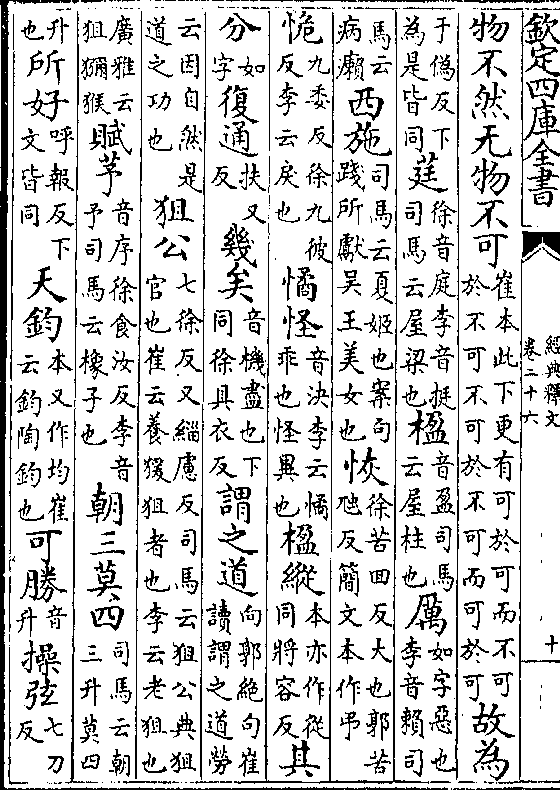 欽定四庫全書
經典釋文
卷二十六
十
物不然无物不可崔本此下更有可於可而不可於不可不可於不可而可於可故為
于偽反下為是皆同莛徐音庭李音挺司馬云屋梁也楹音盈司馬云屋柱也厲如字惡也李音賴司
馬云病癩西施司馬云夏姬也案句踐所獻吳王美女也恢徐苦回反大也郭苦虺反簡文本作弔
恑九委反徐九彼反李云戾也憰怪音決李云憰乖也怪異也楹縱本亦作從同將容反其
分如字復通扶又反幾矣音機盡也下同徐具衣反謂之道向郭絶句崔讀謂之道勞
云因自然是道之功也狙公七徐反又緇慮反司馬云狙公典狙官也崔云養猨狙者也李云老狙也
廣雅云狙獼猴賦芧音序徐食汝反李音予司馬云橡子也朝三莫四司馬云朝三升莫四
升也所好呼報反下文皆同天鈞本又作均崔云鈞陶鈞也可勝音升操弦七刀反